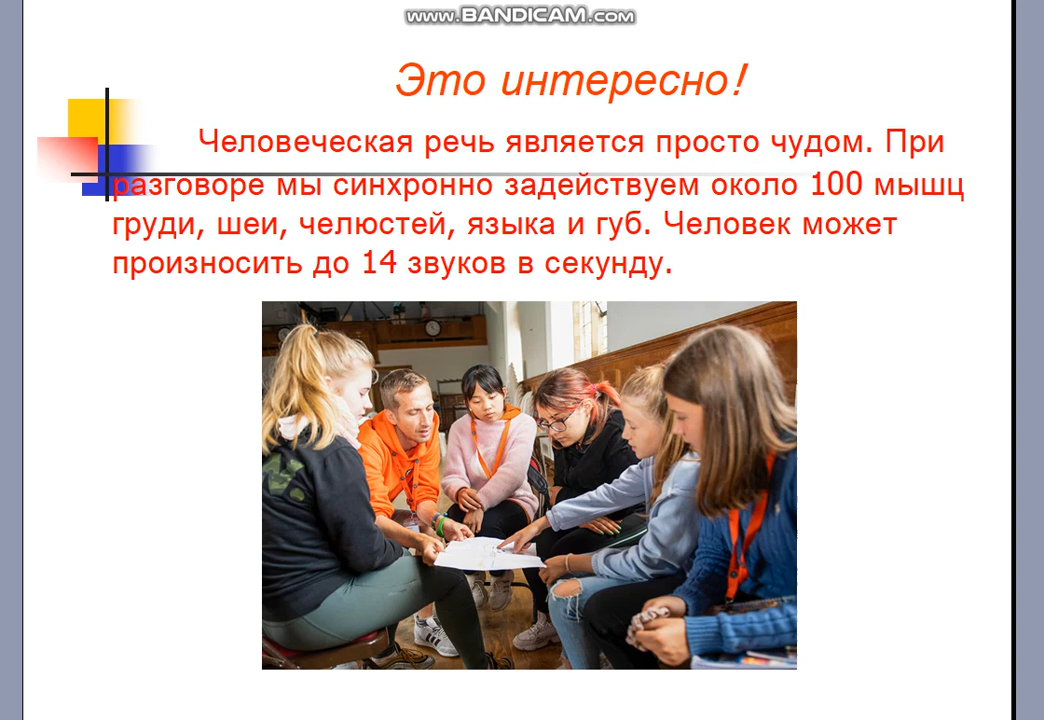 www.BANDICAM.com
Это интересно!
Человеческая речь является просто чудом. При
разговоре мы синхронно задействуем около 100 мышц
груди, шеи, челюстей, языка и губ. Человек может
произносить до 14 звуков в секунду.